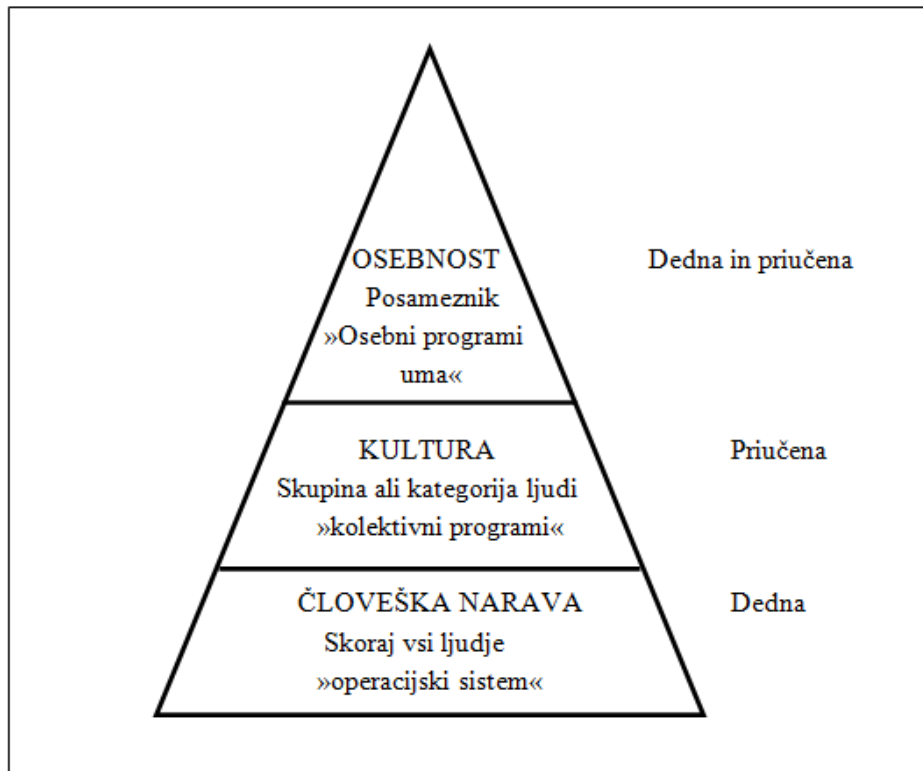 OSEBNOST
Dedna in priučena
Posameznik
»Osebni programi
uma«
KULTURA
Priučena
Skupina ali kategorija ljudi
»kolektivni programi«
ČLOVEŠKA NARAVA
Dedna
Skoraj vsi ljudje
»operacijski sistem«